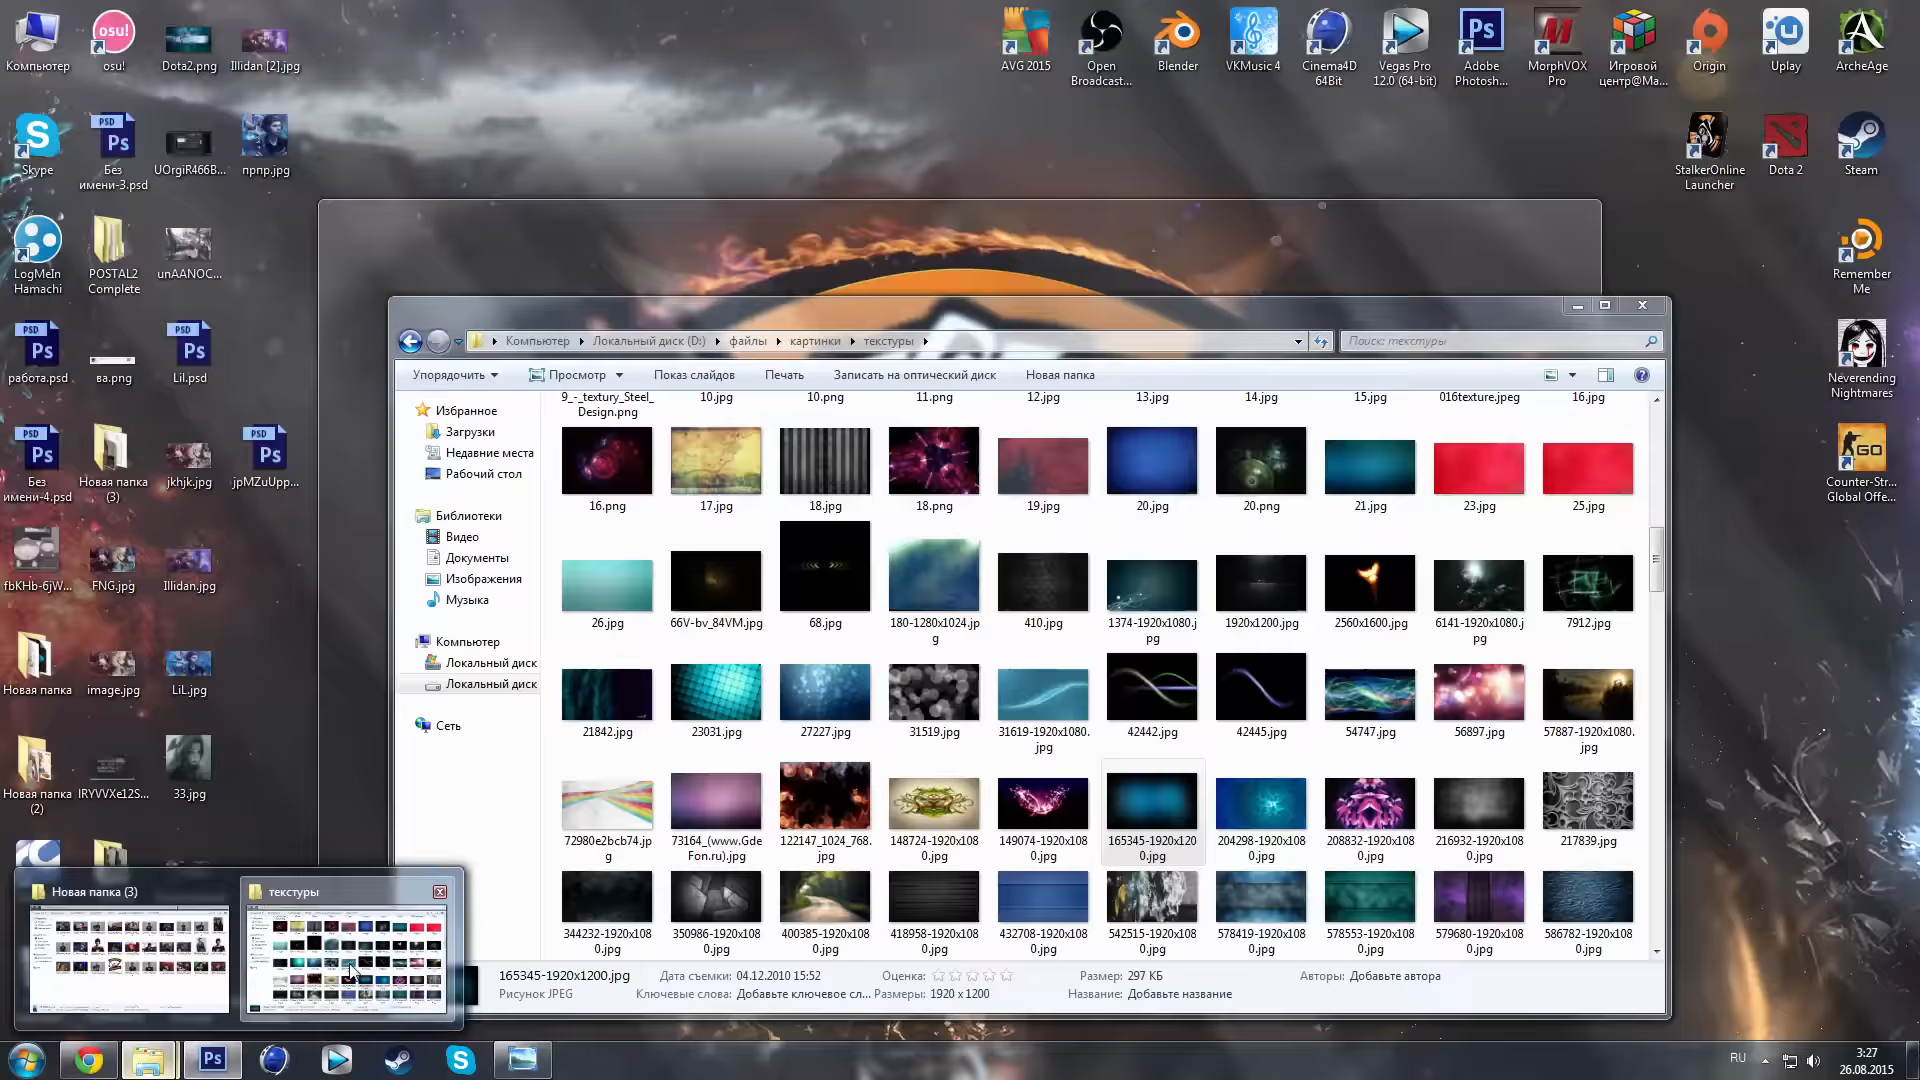 Компьютер
osu!
osu!
Dota2.png
Illidan [2].jpg
AVG 2015
Open
Broadcast...
Blender
VKMusic 4
Cinema4D
64Bit
Vegas Pro
12.0 (64-bit)
Ps
Adobe
Photosh...
MorphVOX
Pro
Игровой
центр@Ma...
Origin
Uplay
ArcheAge
Skype
PSD
Ps
Без
имени-3.psd
UOrgiR466B...
прпр.jpg
StalkerOnline
Launcher
Dota 2
Steam
LogMeIn
Hamachi
POSTAL2
Complete
unAANOC...
Remember
Me
PSD
Ps
работа.psd
ва.png
PSD
Ps
Lil.psd
Neverending
Nightmares
PSD
Ps
Без
имени-4.psd
Новая папка
(3)
jkhjk.jpg
PSD
Ps
jpMZuUpp...
GO
Counter-Str...
Global Offe...
fbKHb-6jW...
FNG.jpg
Illidan.jpg
Новая папка
image.jpg
LiL.jpg
Новая папка
(2)
IRYVVXe12S...
33.jpg
Компьютер
Локальный диск (D:)
файлы
картинки
текстуры
Поиск: текстуры
Упорядочить
Просмотр
Показ слайдов
Печать
Записать на оптический диск
Новая папка
Избранное
Загрузки
Недавние места
Рабочий стол
Библиотеки
Видео
Документы
Изображения
Музыка
Компьютер
Локальный диск
Локальный диск
Сеть
9_-_textury_Steel_
Design.png
10.jpg
10.png
11.png
12.jpg
13.jpg
14.jpg
15.jpg
016texture.jpeg
16.jpg
16.png
17.jpg
18.jpg
18.png
19.jpg
20.jpg
20.png
21.jpg
23.jpg
25.jpg
26.jpg
66V-bv_84VM.jpg
68.jpg
180-1280x1024.jp
g
410.jpg
1374-1920x1080.j
pg
1920x1200.jpg
2560x1600.jpg
6141-1920x1080.j
pg
7912.jpg
21842.jpg
23031.jpg
27227.jpg
31519.jpg
31619-1920x1080.
jpg
42442.jpg
42445.jpg
54747.jpg
56897.jpg
57887-1920x1080.
jpg
72980e2bcb74.jp
g
73164_(www.Gde
Fon.ru).jpg
122147_1024_768.
jpg
148724-1920x108
0.jpg
149074-1920x108
0.jpg
165345-1920x120
0.jpg
204298-1920x108
0.jpg
208832-1920x108
0.jpg
216932-1920x108
0.jpg
217839.jpg
344232-1920x108
0.jpg
350986-1920x108
0.jpg
400385-1920x108
0.jpg
418958-1920x108
0.jpg
432708-1920x108
0.jpg
542515-1920x108
0.jpg
578419-1920x108
0.jpg
578553-1920x108
0.jpg
579680-1920x108
0.jpg
586782-1920x108
0.jpg
165345-1920x1200.jpg
Дата съемки: 04.12.2010 15:52
Оценка:
Размер: 297 КБ
Авторы: Добавьте автора
Рисунок JPEG
Ключевые слова: Добавьте ключевое сл...
Размеры: 1920 x 1200
Название: Добавьте название
Новая папка (3)
текстуры
Ps
RU
3:27
26.08.2015